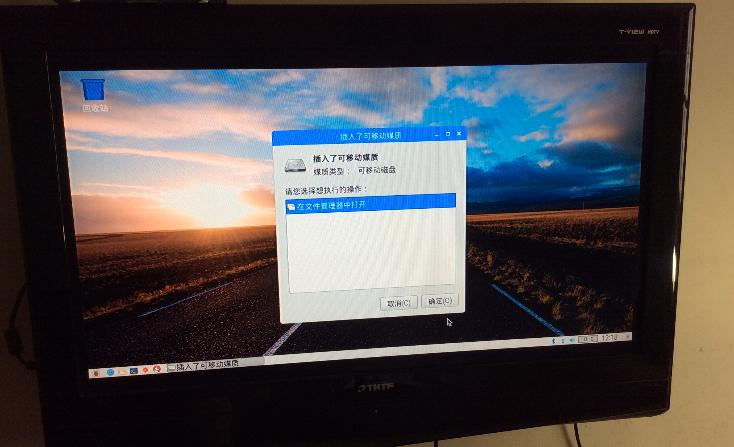 T-VIEW HDTV
回收站
插入了可移动媒质
插入了可移动媒质
媒质类型： 可移动磁盘
请您选择想执行的操作：
在文件管理器中打开
取消(C)
确定(O)
插入了可移动媒质
THTF